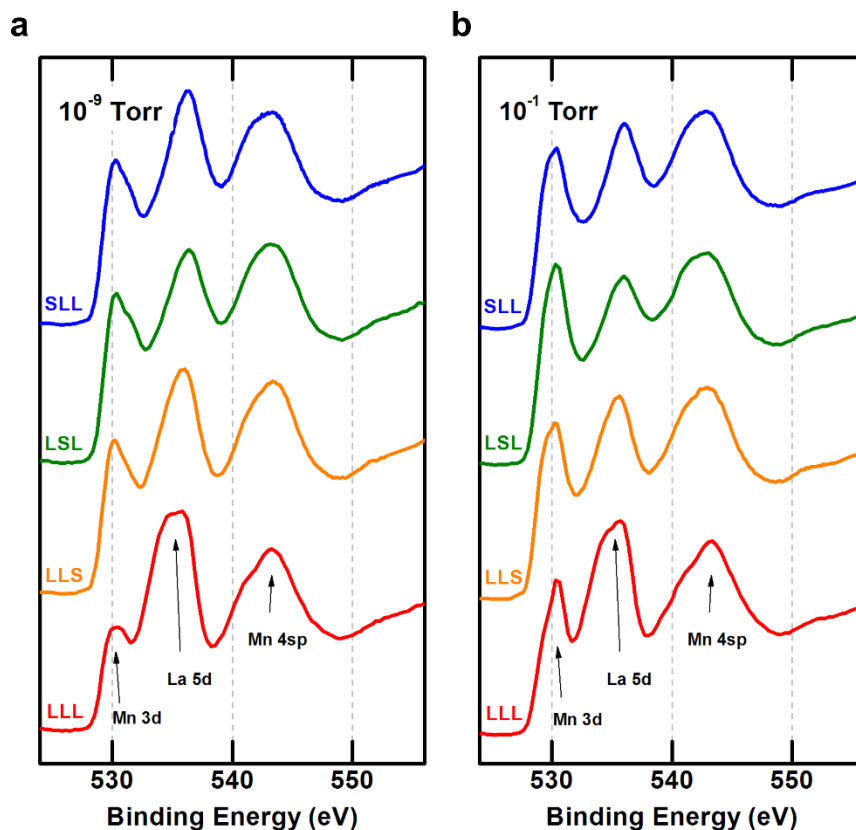 a
10⁻⁹ Torr
SLL
LSL
LLS
LLL
Mn 3d
La 5d
Mn 4sp
530 540 550
Binding Energy (eV)
b
10⁻¹ Torr
SLL
LSL
LLS
LLL
Mn 3d
La 5d
Mn 4sp
530 540 550
Binding Energy (eV)